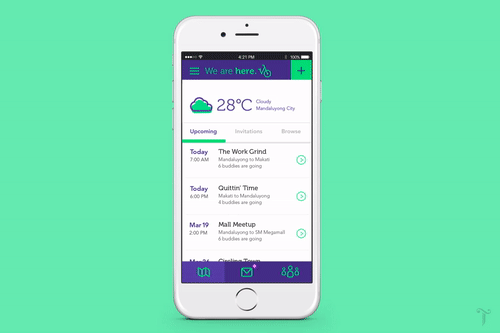 4:21 PM
100%
We are here.
+
28°C
Cloudy
Mandaluyong City
Upcoming
Invitations
Browse
Today
7:00 AM
The Work Grind
Mandaluyong to Makati
6 buddies are going
Today
6:00 PM
Quittin' Time
Makati to Mandaluyong
4 buddies are going
Mar 19
2:00 PM
Mall Meetup
Mandaluyong to SM Megamall
6 buddies are going
Mar 26
Circling Town